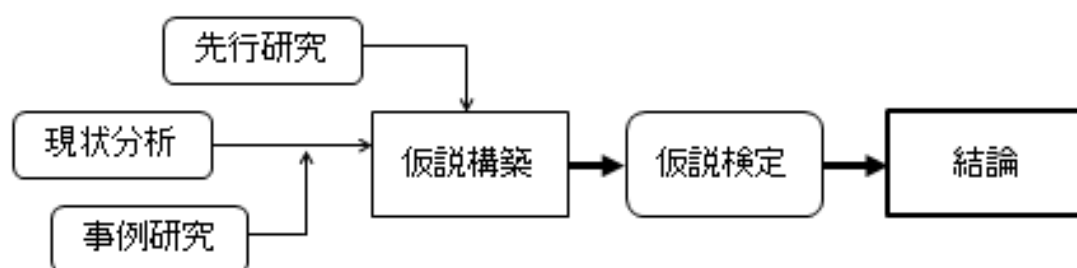 先行研究
現状分析
事例研究
仮説構築
仮説検定
結論